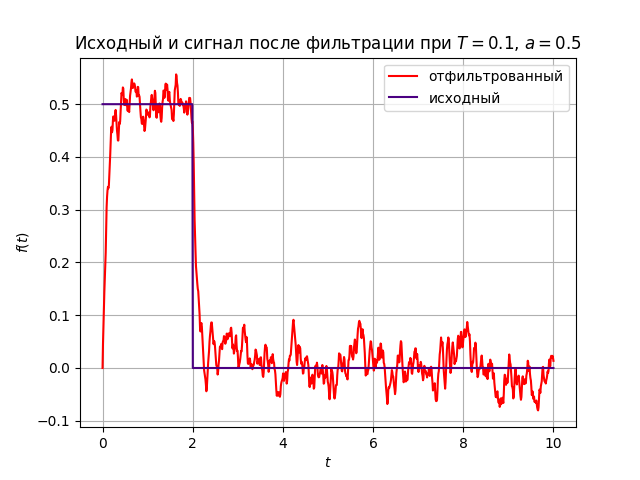 Исходный и сигнал после фильтрации при T = 0.1, a = 0.5
отфильтрованный
исходный
f(t)
0.5
0.4
0.3
0.2
0.1
0.0
−0.1
0 2 4 6 8 10
t